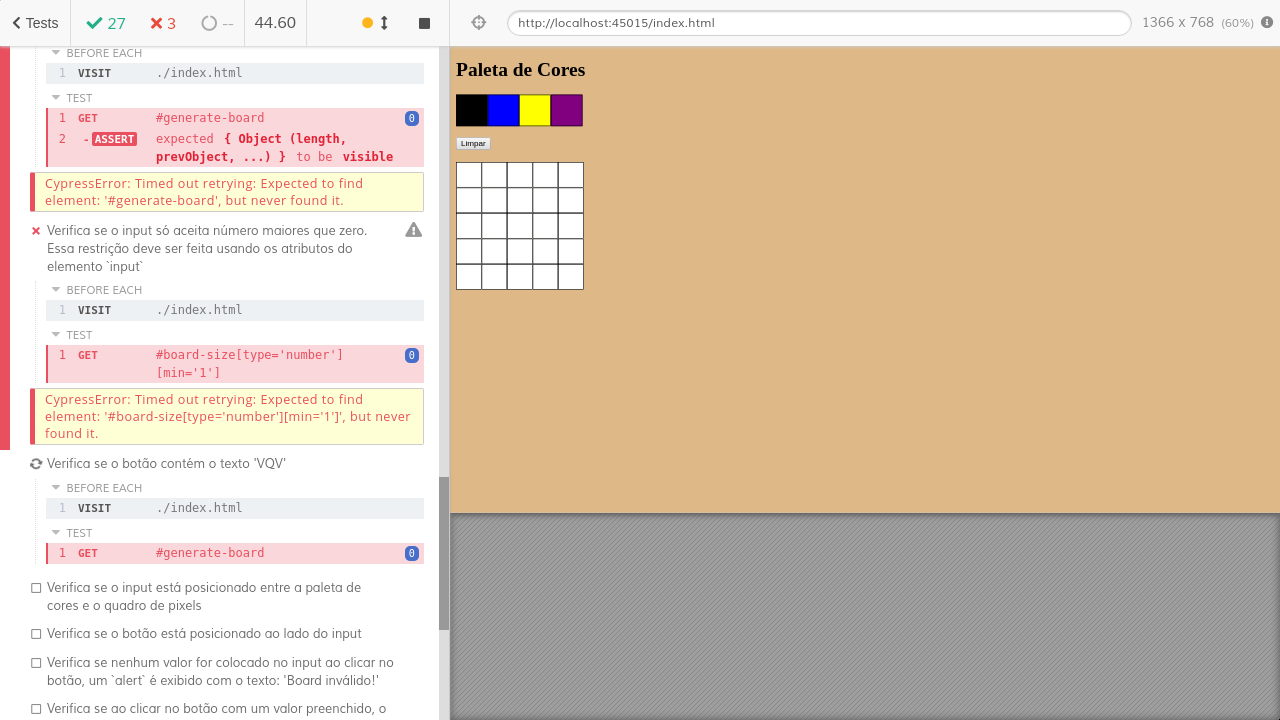 Tests
27
3
--
44.60
http://localhost:45015/index.html
1366 x 768 (60%)
BEFORE EACH
1 VISIT ./index.html
TEST
1 GET #generate-board 0
2 -ASSERT expected { Object (length,
prevObject, ...) } to be visible
CypressError: Timed out retrying: Expected to find
element: '#generate-board', but never found it.
Verifica se o input só aceita número maiores que zero.
Essa restrição deve ser feita usando os atributos do
elemento `input`
BEFORE EACH
1 VISIT ./index.html
TEST
1 GET #board-size[type='number'] 0
[min='1']
CypressError: Timed out retrying: Expected to find
element: '#board-size[type='number'][min='1']', but never
found it.
Verifica se o botão contém o texto 'VQV'
BEFORE EACH
1 VISIT ./index.html
TEST
1 GET #generate-board 0
Verifica se o input está posicionado entre a paleta de
cores e o quadro de pixels
Verifica se o botão está posicionado ao lado do input
Verifica se nenhum valor for colocado no input ao clicar no
botão, um `alert` é exibido com o texto: 'Board inválido!'
Verifica se ao clicar no botão com um valor preenchido, o
Paleta de Cores
Limpar